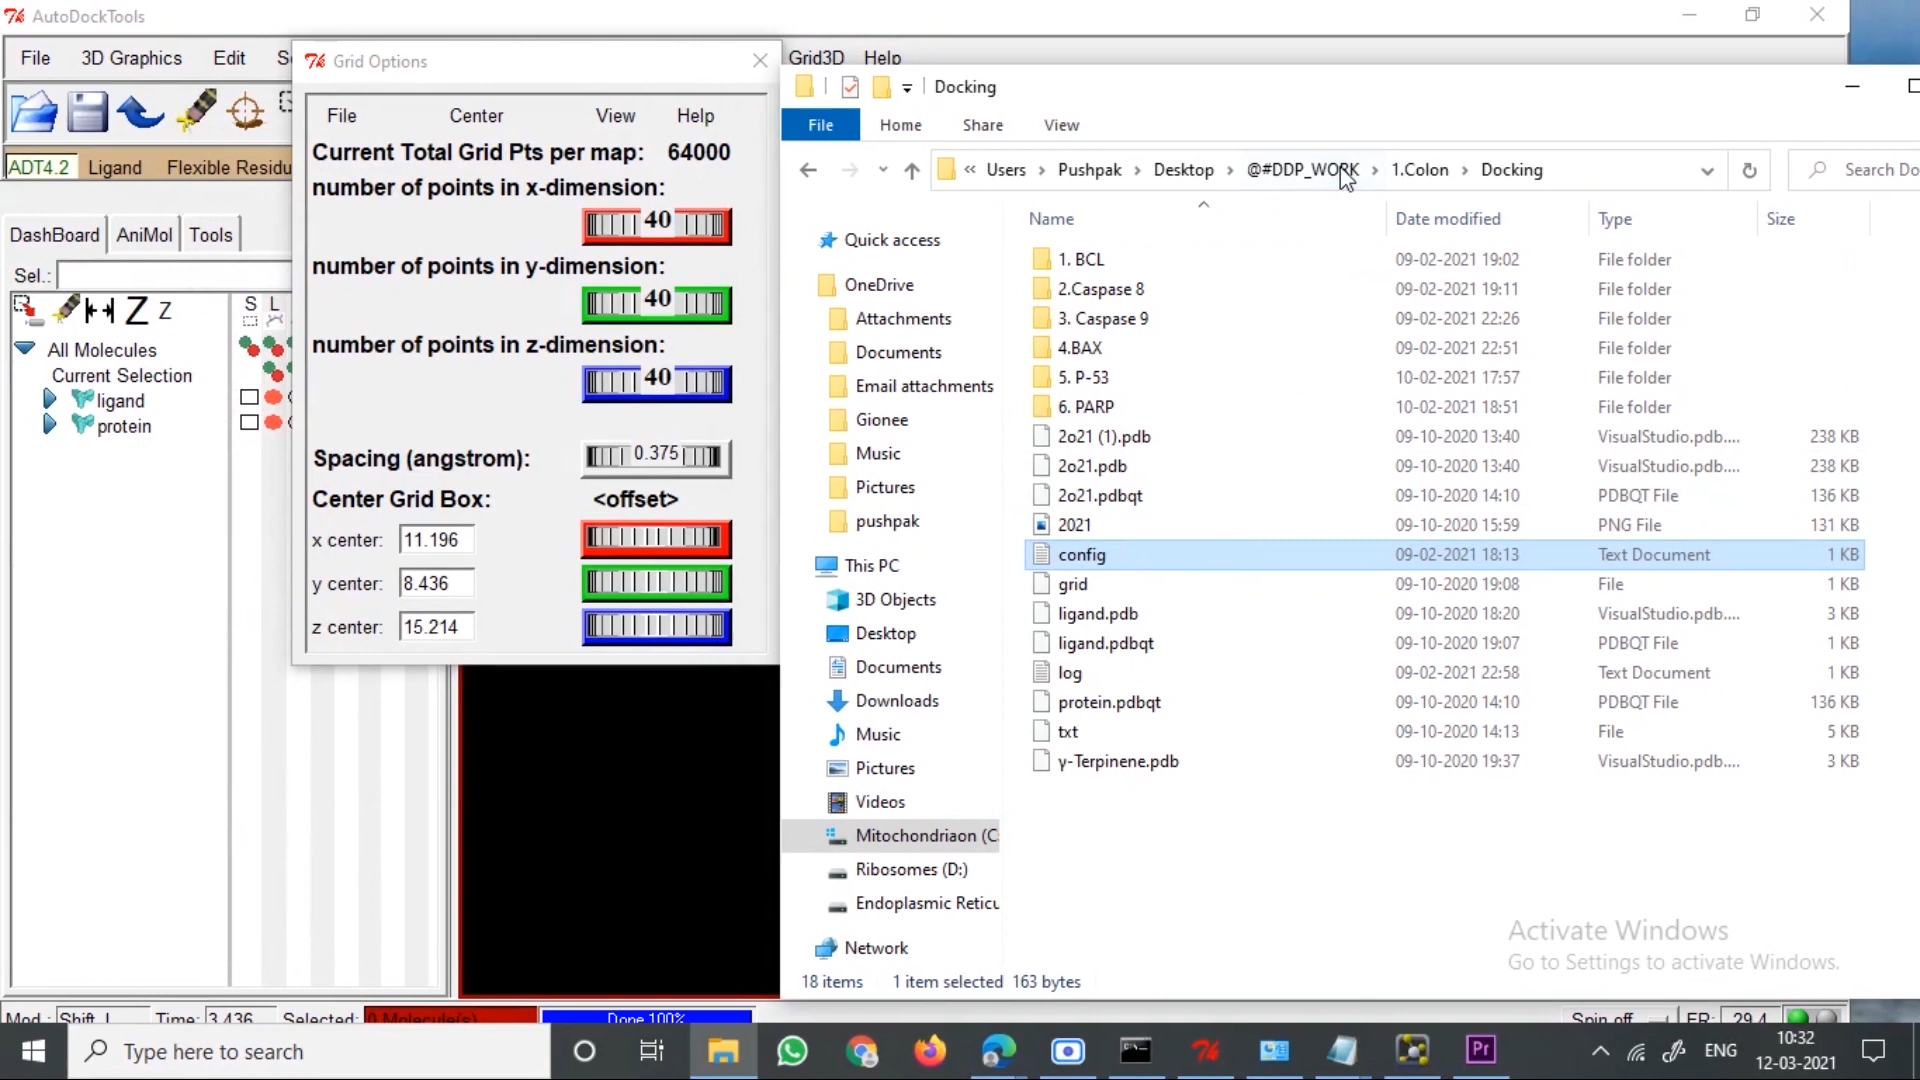 AutoDockTools
File 3D Graphics Edit
Grid3D Help
ADT4.2 Ligand
DashBoard AniMol Tools
Sel.:
Z Z
S L
All Molecules
Current Selection
ligand
protein
Grid Options
File Center View Help
Current Total Grid Pts per map: 64000
number of points in x-dimension:
40
number of points in y-dimension:
40
number of points in z-dimension:
40
Spacing (angstrom): 0.375
Center Grid Box: <offset>
x center: 11.196
y center: 8.436
z center: 15.214
Docking
File Home Share View
« Users › Pushpak › Desktop › @#DDP_WORK › 1.Colon › Docking
Search Do
Name Date modified Type Size
Quick access
OneDrive
Attachments
Documents
Email attachments
Gionee
Music
Pictures
pushpak
This PC
3D Objects
Desktop
Documents
Downloads
Music
Pictures
Videos
Mitochondriaon (C:
Ribosomes (D:)
Endoplasmic Reticu
Network
1. BCL 09-02-2021 19:02 File folder
2.Caspase 8 09-02-2021 19:11 File folder
3. Caspase 9 09-02-2021 22:26 File folder
4.BAX 09-02-2021 22:51 File folder
5. P-53 10-02-2021 17:57 File folder
6. PARP 10-02-2021 18:51 File folder
2o21 (1).pdb 09-10-2020 13:40 VisualStudio.pdb.... 238 KB
2o21.pdb 09-10-2020 13:40 VisualStudio.pdb.... 238 KB
2o21.pdbqt 09-10-2020 14:10 PDBQT File 136 KB
2021 09-10-2020 15:59 PNG File 131 KB
config 09-02-2021 18:13 Text Document 1 KB
grid 09-10-2020 19:08 File 1 KB
ligand.pdb 09-10-2020 18:20 VisualStudio.pdb.... 3 KB
ligand.pdbqt 09-10-2020 19:07 PDBQT File 1 KB
log 09-02-2021 22:58 Text Document 1 KB
protein.pdbqt 09-10-2020 14:10 PDBQT File 136 KB
txt 09-10-2020 14:13 File 5 KB
γ-Terpinene.pdb 09-10-2020 19:37 VisualStudio.pdb.... 3 KB
Activate Windows
Go to Settings to activate Windows.
18 items 1 item selected 163 bytes
Mod.: Shift_L Time: 3.436 Selected: 0 Molecule(s) Done 100% Spin off FR: 29.4
Type here to search
Pr
ENG
10:32
12-03-2021